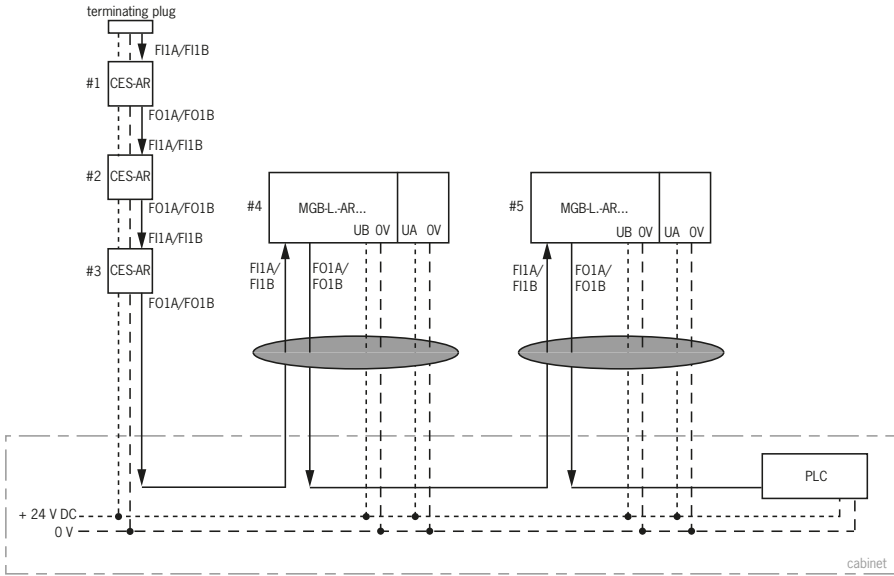 terminating plug
FI1A/FI1B
#1 CES-AR
FO1A/FO1B
FI1A/FI1B
#2 CES-AR
FO1A/FO1B
FI1A/FI1B
#3 CES-AR
FO1A/FO1B
#4 MGB-L.-AR...
UB 0V UA 0V
FI1A/
FI1B
FO1A/
FO1B
#5 MGB-L.-AR...
UB 0V UA 0V
FI1A/
FI1B
FO1A/
FO1B
PLC
+ 24 V DC
0 V
cabinet